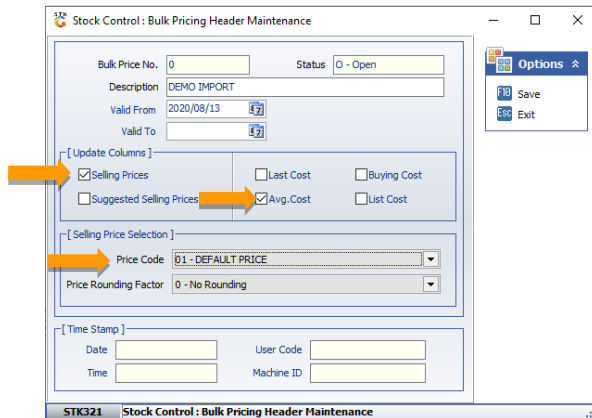 Stock Control : Bulk Pricing Header Maintenance
Bulk Price No. 0 Status O - Open
Description DEMO IMPORT
Valid From 2020/08/13
Valid To
[ Update Columns ]
Selling Prices Last Cost Buying Cost
Suggested Selling Prices Avg.Cost List Cost
[ Selling Price Selection ]
Price Code 01 - DEFAULT PRICE
Price Rounding Factor 0 - No Rounding
[ Time Stamp ]
Date User Code
Time Machine ID
STK321 Stock Control : Bulk Pricing Header Maintenance
Options
F10 Save
Esc Exit